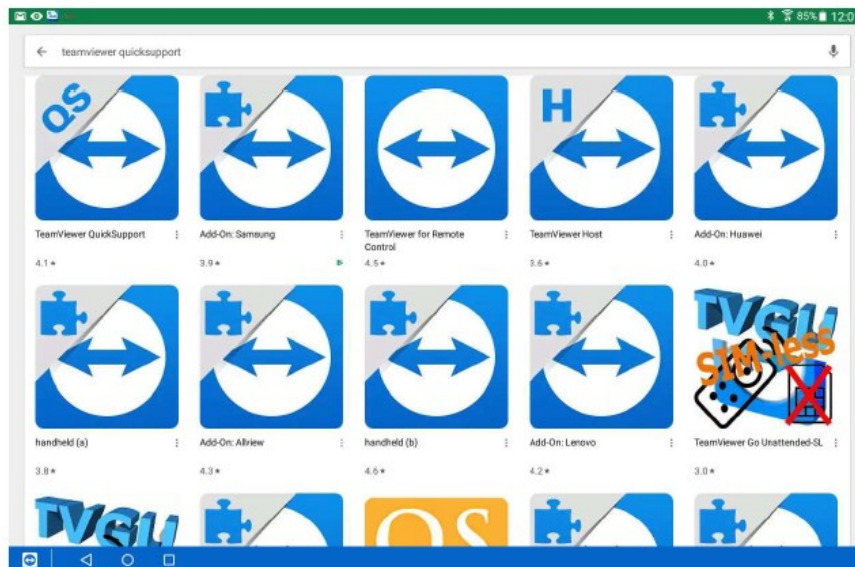 85% 12:0
teamviewer quicksupport
QS
H
TeamViewer QuickSupport
Add-On: Samsung
TeamViewer for Remote
Control
TeamViewer Host
Add-On: Huawei
4.1★
3.9★
4.5★
3.6★
4.0★
TVGU
SIM-less
handheld (a)
Add-On: Allview
handheld (b)
Add-On: Lenovo
TeamViewer Go Unattended-SL
3.8★
4.3★
4.6★
4.2★
3.0★
TVGU
QS